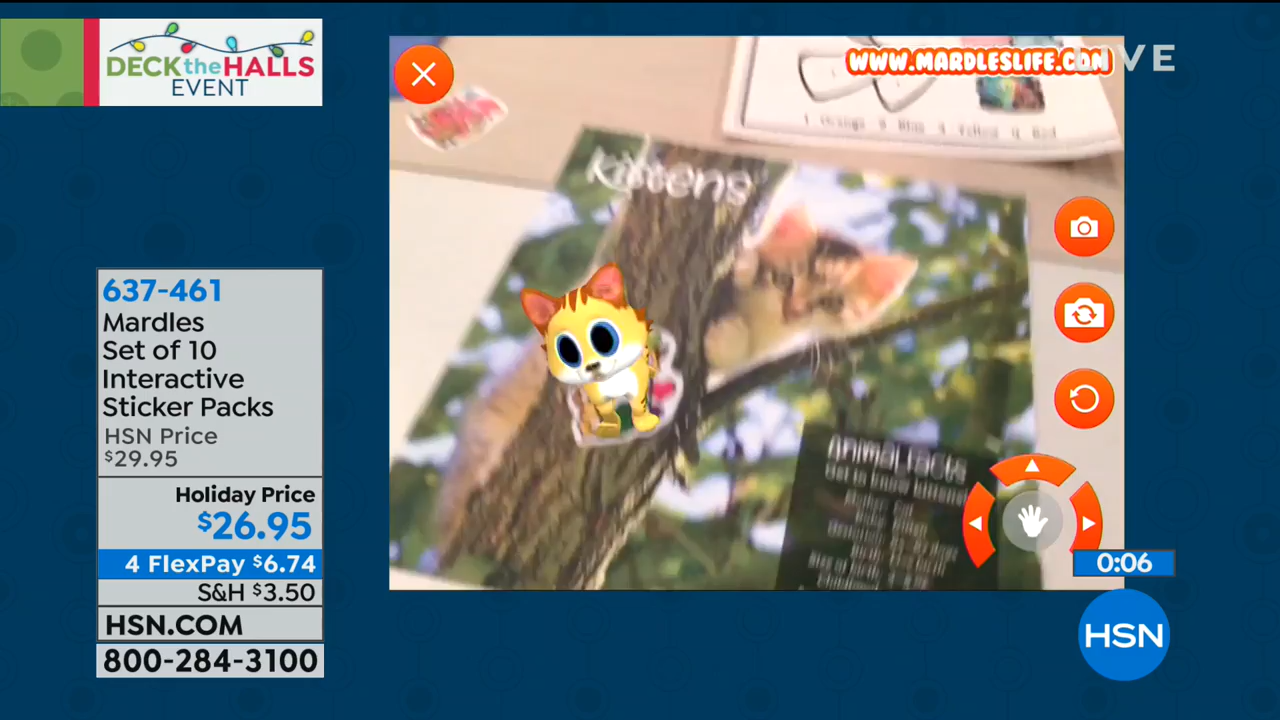 DECK the HALLS
EVENT
WWW.MARDLESLIFE.COM
LIVE
Kittens
637-461
Mardles
Set of 10
Interactive
Sticker Packs
HSN Price
$29.95
Holiday Price
$26.95
4 FlexPay $6.74
S&H $3.50
HSN.COM
800-284-3100
Animal Facts
0:06
HSN